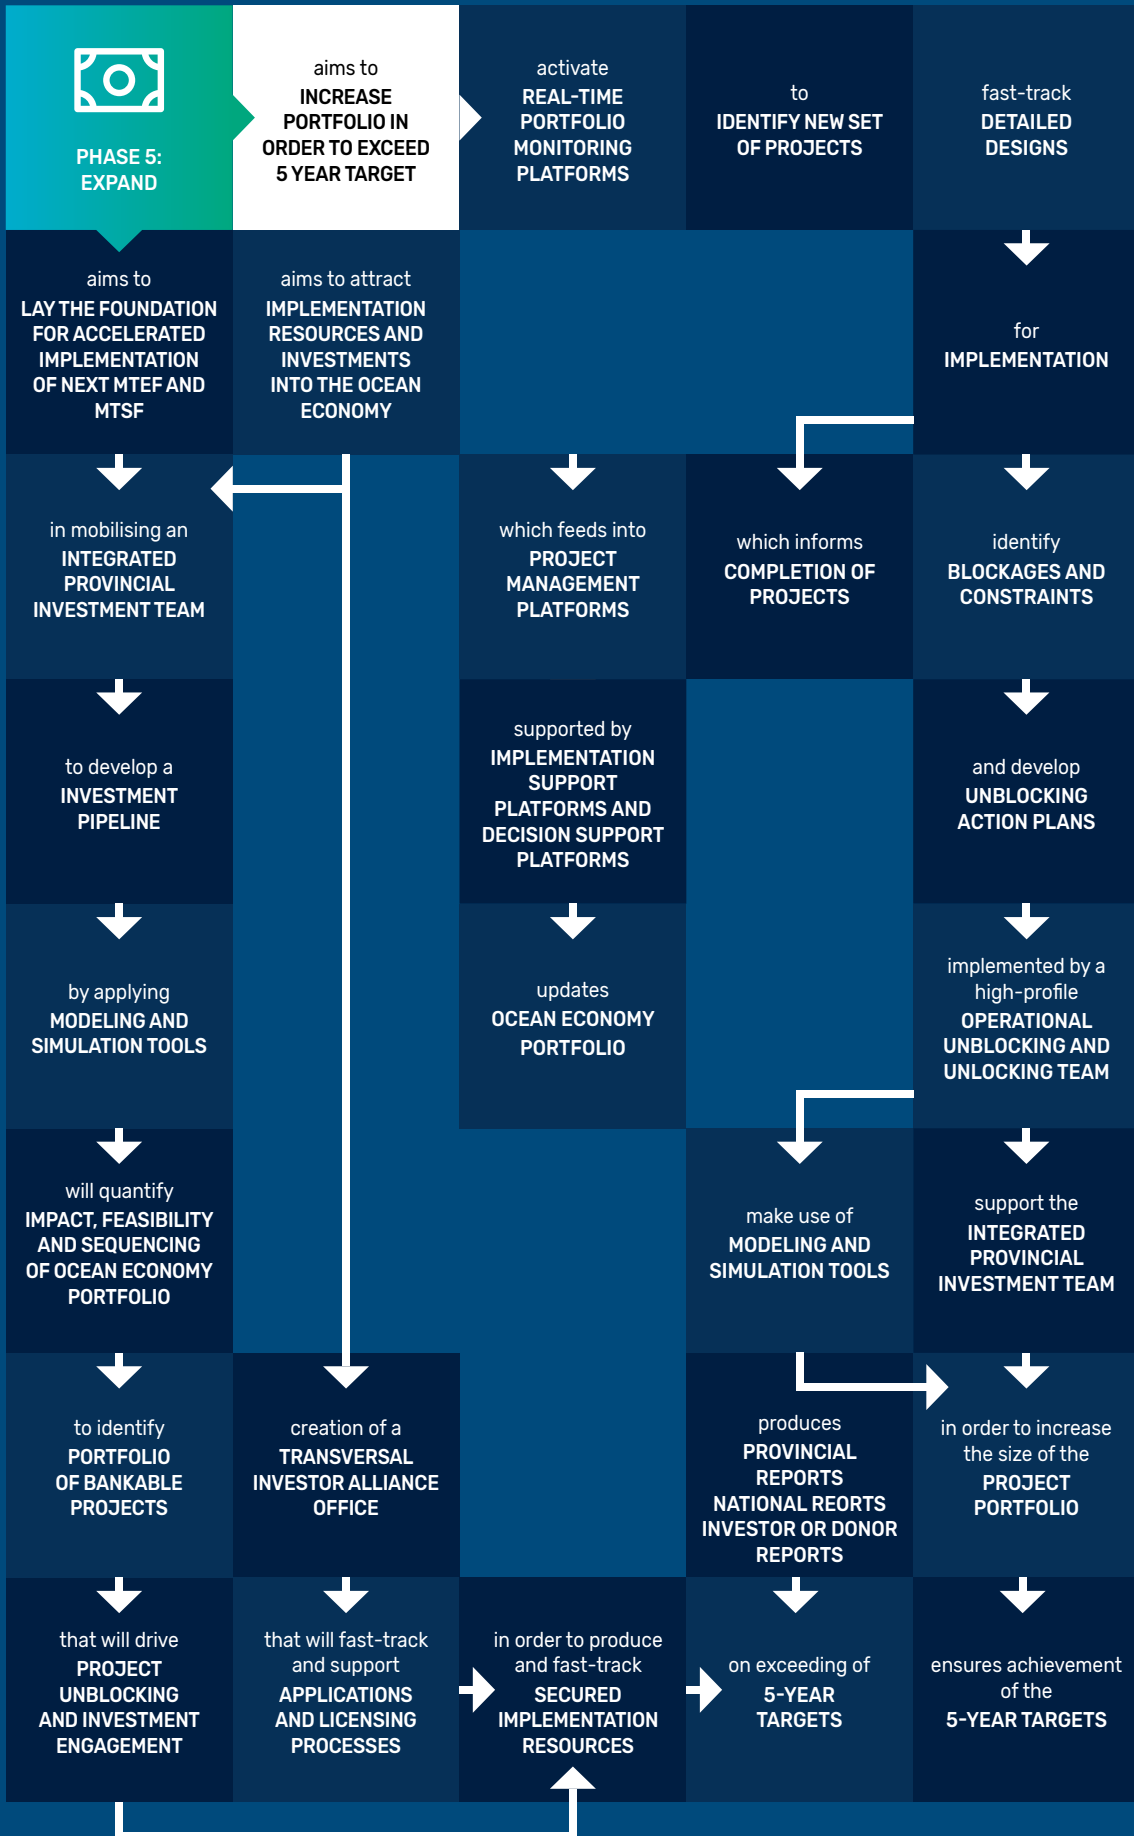 PHASE 5:
EXPAND
aims to
INCREASE
PORTFOLIO IN
ORDER TO EXCEED
5 YEAR TARGET
activate
REAL-TIME
PORTFOLIO
MONITORING
PLATFORMS
to
IDENTIFY NEW SET
OF PROJECTS
fast-track
DETAILED
DESIGNS
aims to
LAY THE FOUNDATION
FOR ACCELERATED
IMPLEMENTATION
OF NEXT MTEF AND
MTSF
aims to attract
IMPLEMENTATION
RESOURCES AND
INVESTMENTS
INTO THE OCEAN
ECONOMY
for
IMPLEMENTATION
in mobilising an
INTEGRATED
PROVINCIAL
INVESTMENT TEAM
which feeds into
PROJECT
MANAGEMENT
PLATFORMS
which informs
COMPLETION OF
PROJECTS
identify
BLOCKAGES AND
CONSTRAINTS
to develop a
INVESTMENT
PIPELINE
supported by
IMPLEMENTATION
SUPPORT
PLATFORMS AND
DECISION SUPPORT
PLATFORMS
and develop
UNBLOCKING
ACTION PLANS
by applying
MODELING AND
SIMULATION TOOLS
updates
OCEAN ECONOMY
PORTFOLIO
implemented by a
high-profile
OPERATIONAL
UNBLOCKING AND
UNLOCKING TEAM
will quantify
IMPACT, FEASIBILITY
AND SEQUENCING
OF OCEAN ECONOMY
PORTFOLIO
make use of
MODELING AND
SIMULATION TOOLS
support the
INTEGRATED
PROVINCIAL
INVESTMENT TEAM
to identify
PORTFOLIO
OF BANKABLE
PROJECTS
creation of a
TRANSVERSAL
INVESTOR ALLIANCE
OFFICE
produces
PROVINCIAL
REPORTS
NATIONAL REORTS
INVESTOR OR DONOR
REPORTS
in order to increase
the size of the
PROJECT
PORTFOLIO
that will drive
PROJECT
UNBLOCKING
AND INVESTMENT
ENGAGEMENT
that will fast-track
and support
APPLICATIONS
AND LICENSING
PROCESSES
in order to produce
and fast-track
SECURED
IMPLEMENTATION
RESOURCES
on exceeding of
5-YEAR
TARGETS
ensures achievement
of the
5-YEAR TARGETS